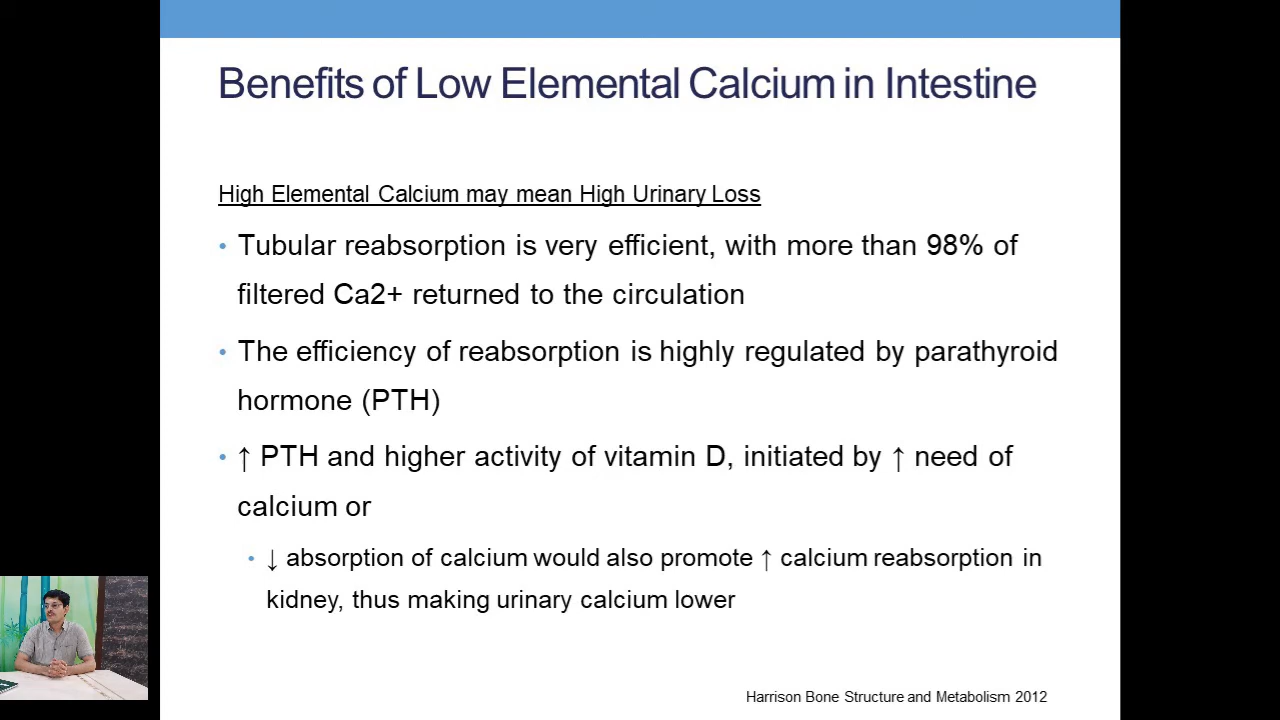 Benefits of Low Elemental Calcium in Intestine
High Elemental Calcium may mean High Urinary Loss
• Tubular reabsorption is very efficient, with more than 98% of
filtered Ca2+ returned to the circulation
• The efficiency of reabsorption is highly regulated by parathyroid
hormone (PTH)
• ↑ PTH and higher activity of vitamin D, initiated by ↑ need of
calcium or
• ↓ absorption of calcium would also promote ↑ calcium reabsorption in
kidney, thus making urinary calcium lower
Harrison Bone Structure and Metabolism 2012